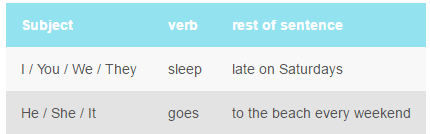 Subject verb rest of sentence
I / You / We / They sleep late on Saturdays
He / She / It goes to the beach every weekend